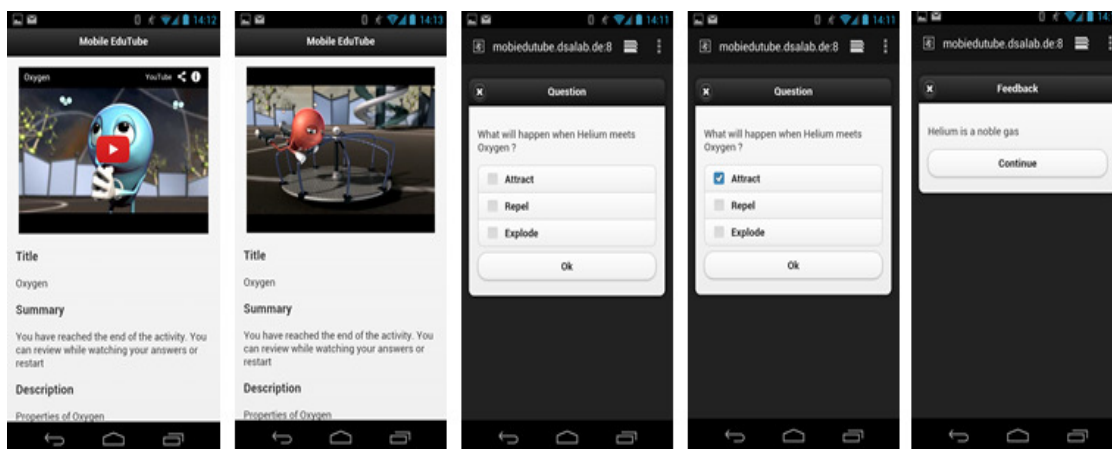 14:12
Mobile EduTube
Oxygen
YouTube
Title
Oxygen
Summary
You have reached the end of the activity. You
can review while watching your answers or
restart
Description
Properties of Oxygen
14:13
Mobile EduTube
Title
Oxygen
Summary
You have reached the end of the activity. You
can review while watching your answers or
restart
Description
Properties of Oxygen
14:11
mobiedutube.dsalab.de:8
Question
What will happen when Helium meets
Oxygen ?
Attract
Repel
Explode
Ok
14:11
mobiedutube.dsalab.de:8
Question
What will happen when Helium meets
Oxygen ?
Attract
Repel
Explode
Ok
14:
mobiedutube.dsalab.de:8
Feedback
Helium is a noble gas
Continue